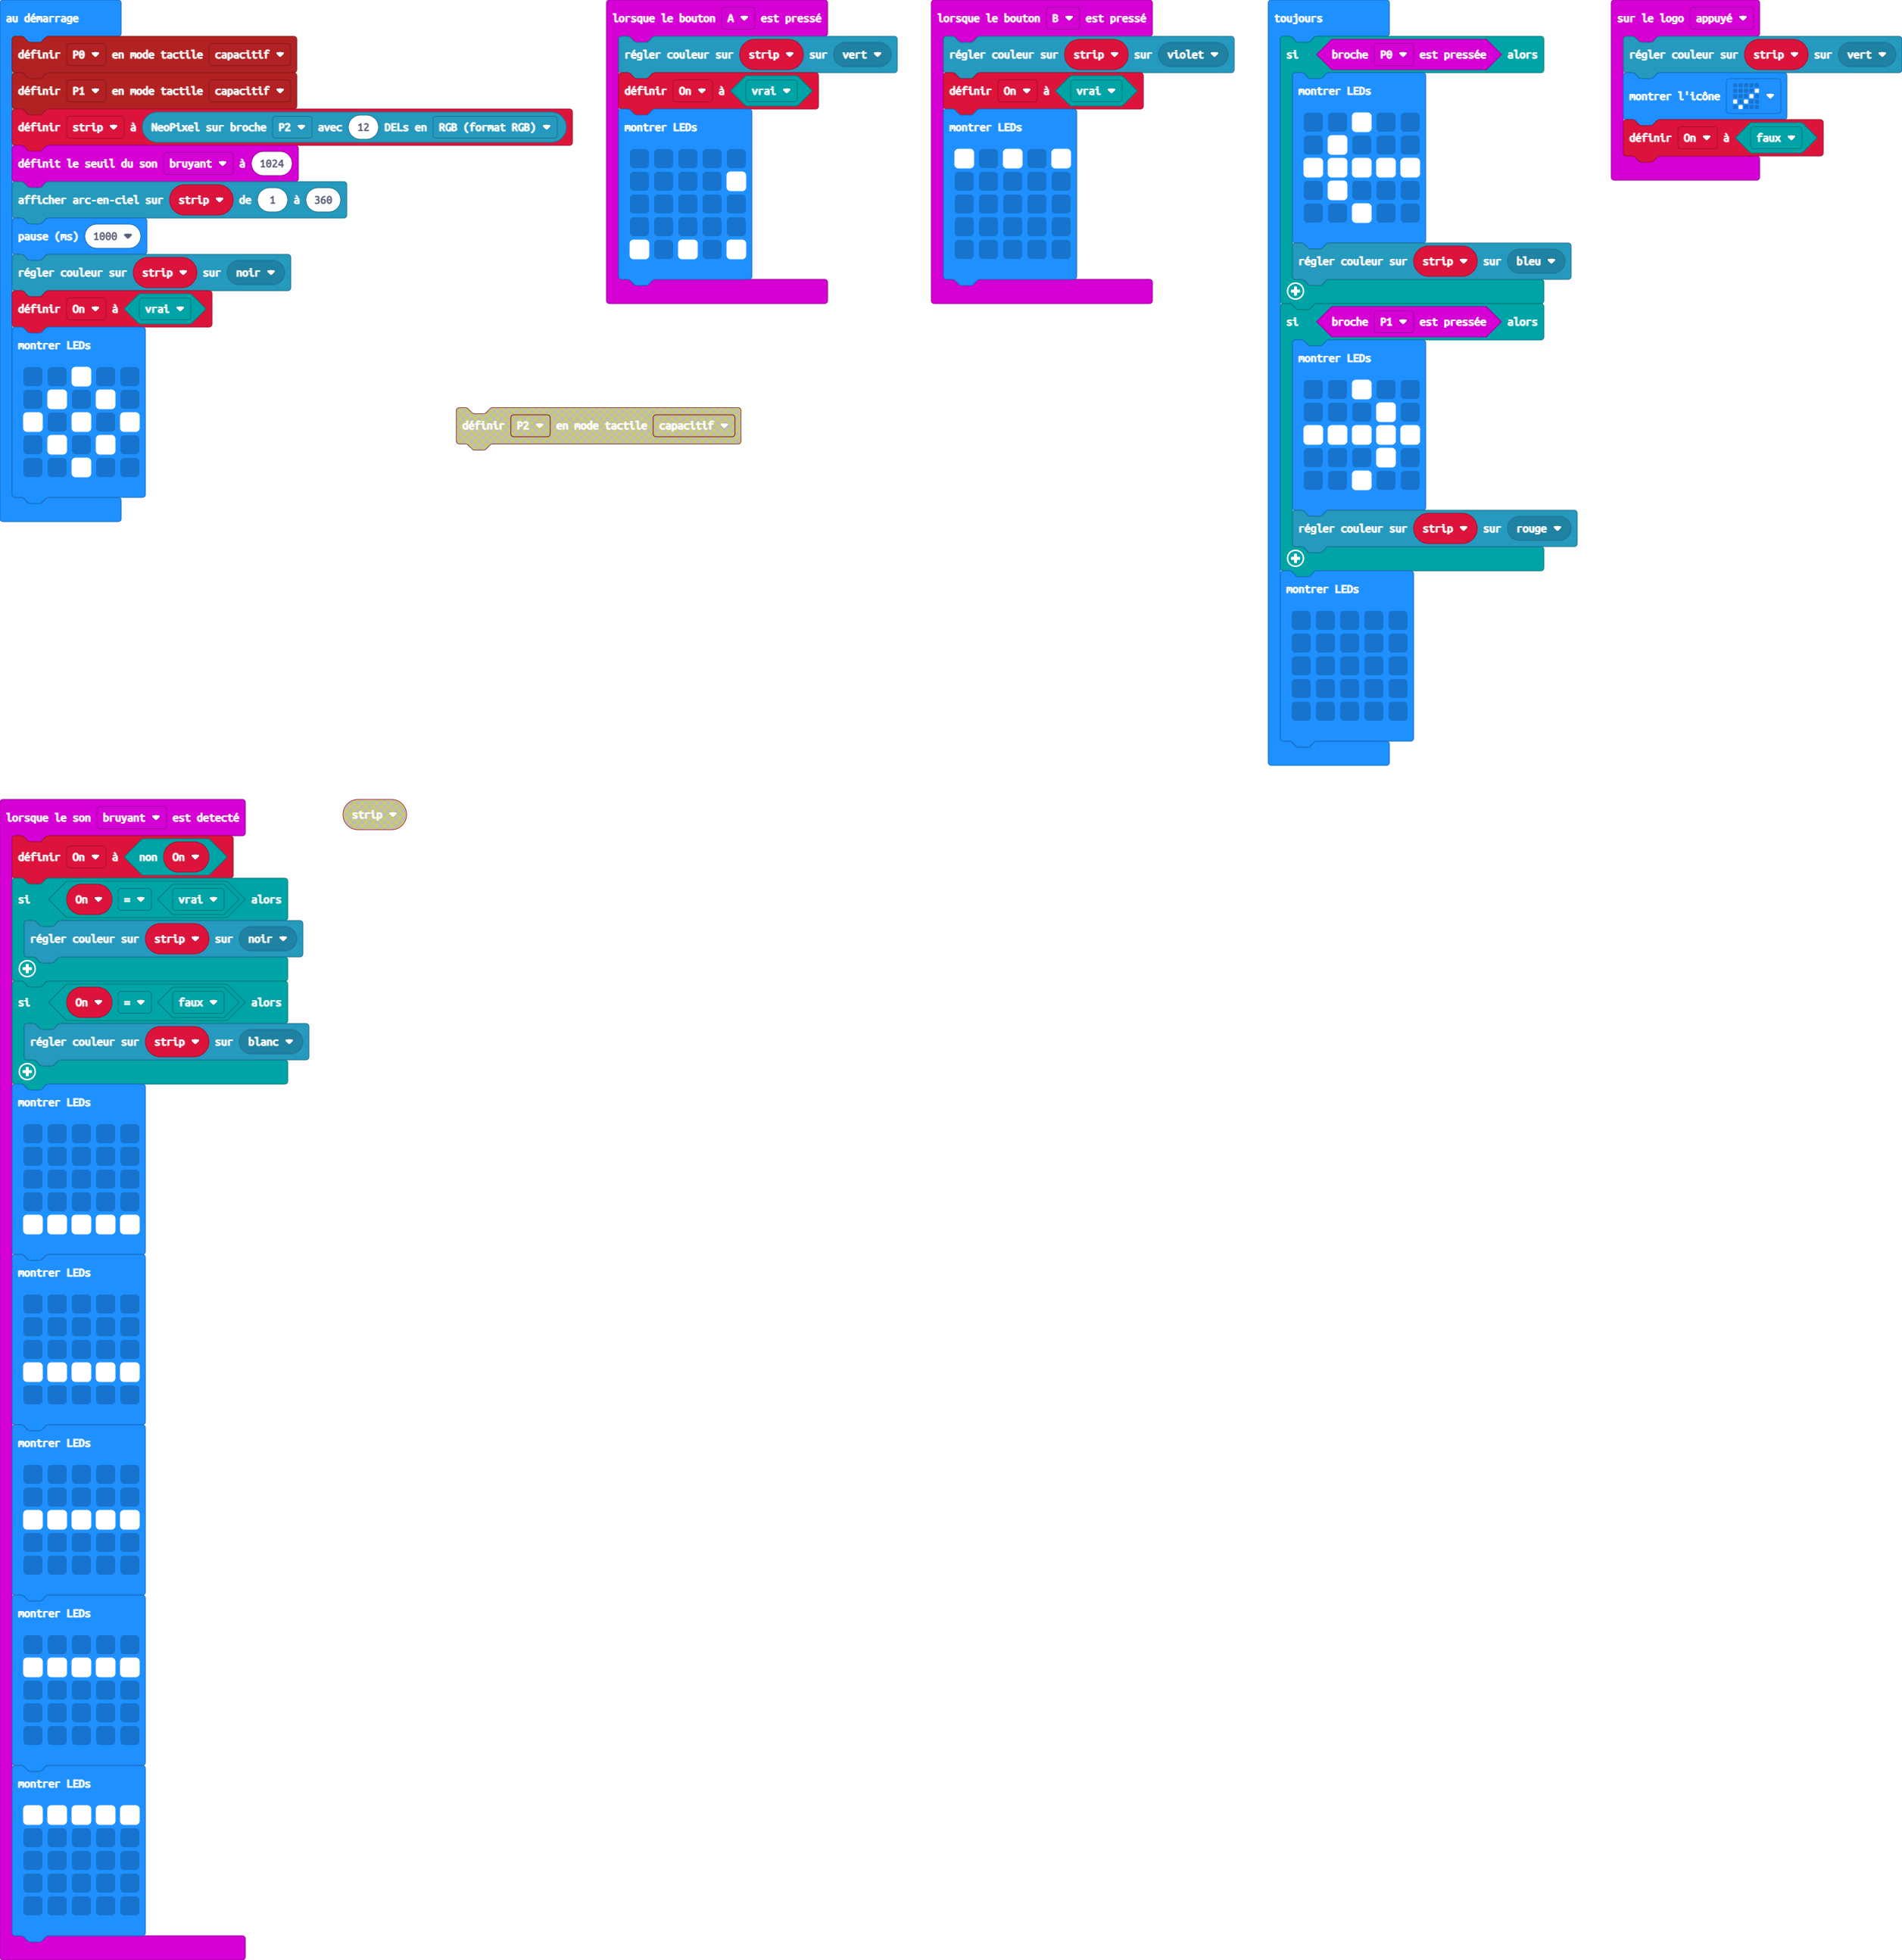 au démarrage
définir P0 en mode tactile capacitif
définir P1 en mode tactile capacitif
définir strip à NeoPixel sur broche P2 avec 12 DELs en RGB (format RGB)
définit le seuil du son bruyant à 1024
afficher arc-en-ciel sur strip de 1 à 360
pause (ms) 1000
régler couleur sur strip sur noir
définir On à vrai
montrer LEDs
lorsque le bouton A est pressé
régler couleur sur strip sur vert
définir On à vrai
montrer LEDs
lorsque le bouton B est pressé
régler couleur sur strip sur violet
définir On à vrai
montrer LEDs
définir P2 en mode tactile capacitif
toujours
si broche P0 est pressée alors
montrer LEDs
régler couleur sur strip sur bleu
si broche P1 est pressée alors
montrer LEDs
régler couleur sur strip sur rouge
montrer LEDs
sur le logo appuyé
régler couleur sur strip sur vert
montrer l'icône
définir On à faux
lorsque le son bruyant est detecté
définir On à non On
si On = vrai alors
régler couleur sur strip sur noir
si On = faux alors
régler couleur sur strip sur blanc
montrer LEDs
montrer LEDs
montrer LEDs
montrer LEDs
montrer LEDs
strip